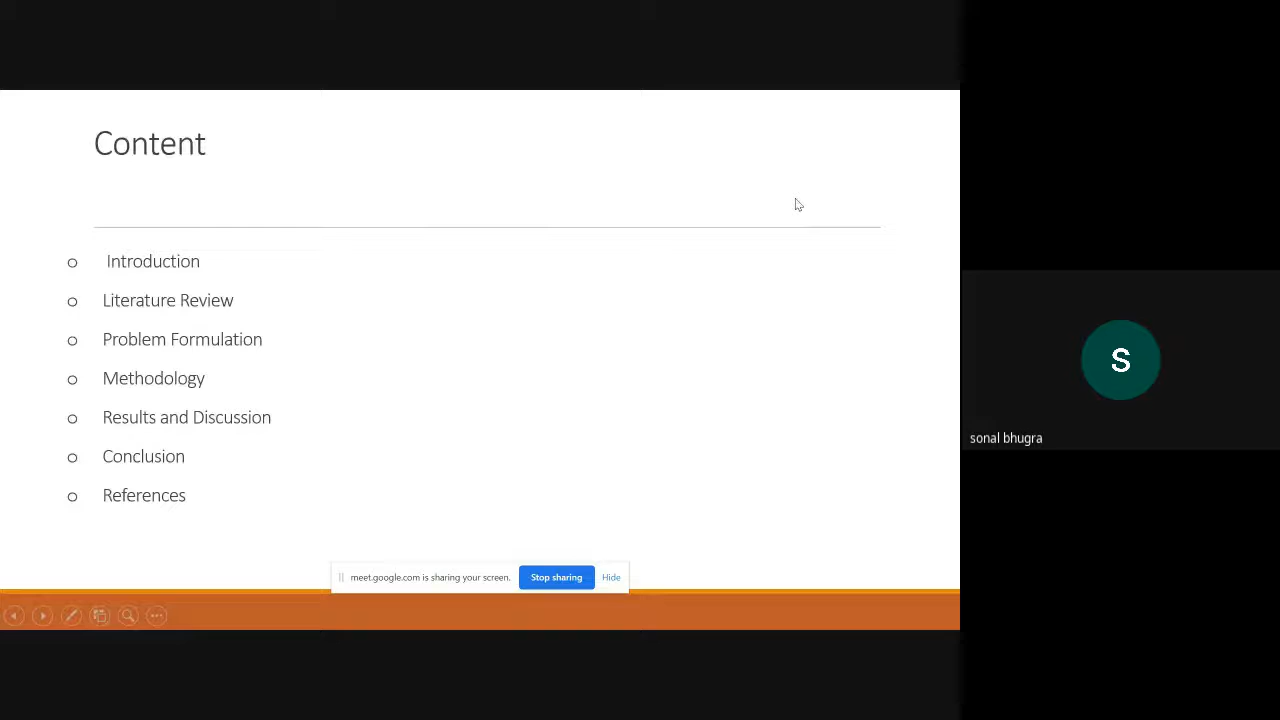 Content
Introduction
Literature Review
Problem Formulation
Methodology
Results and Discussion
Conclusion
References
meet.google.com is sharing your screen. Stop sharing Hide
S
sonal bhugra